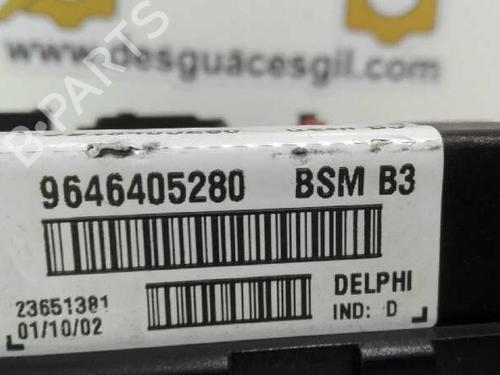 www.desguacesgil.com
B-PARTS
9646405280 BSM B3
23651381 DELPHI
01/10/02 IND: D